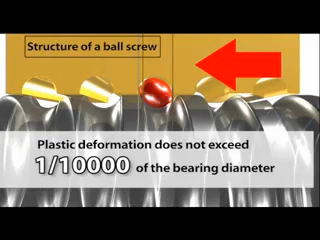 Structure of a ball screw
Plastic deformation does not exceed
1/10000 of the bearing diameter